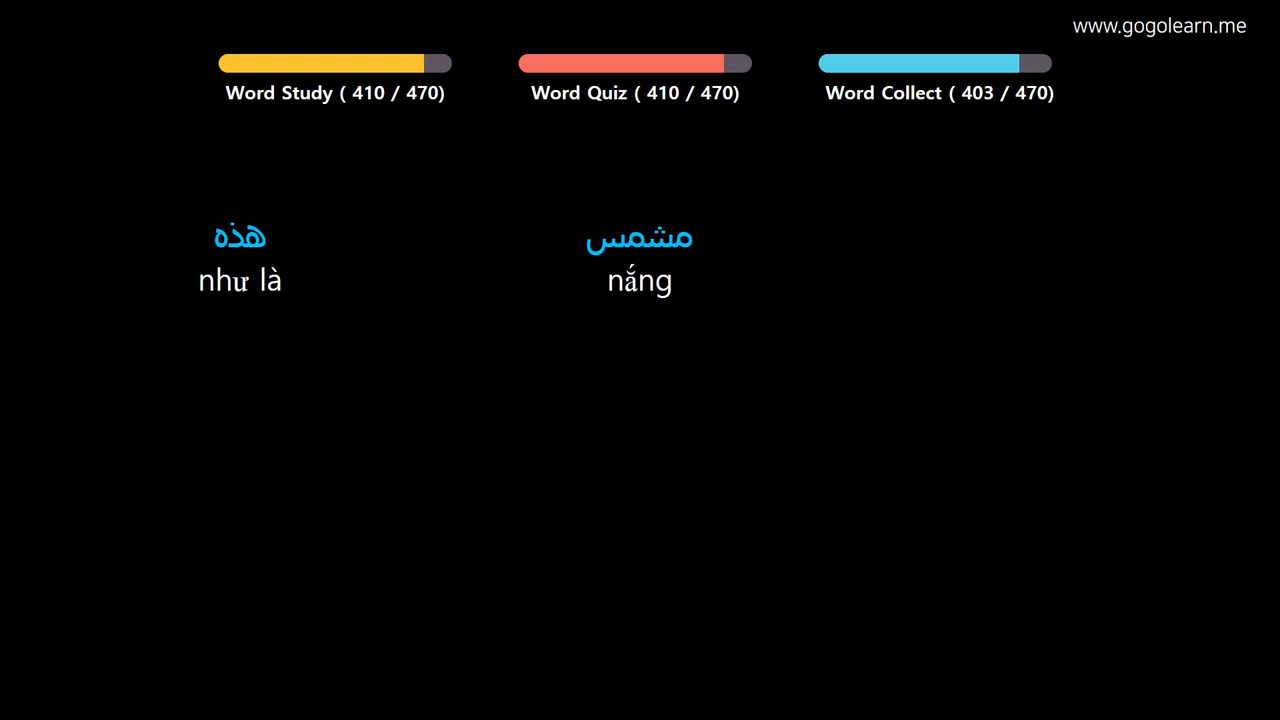 www.gogolearn.me
Word Study ( 410 / 470)
Word Quiz ( 410 / 470)
Word Collect ( 403 / 470)
هذه
như là
مشمس
nắng